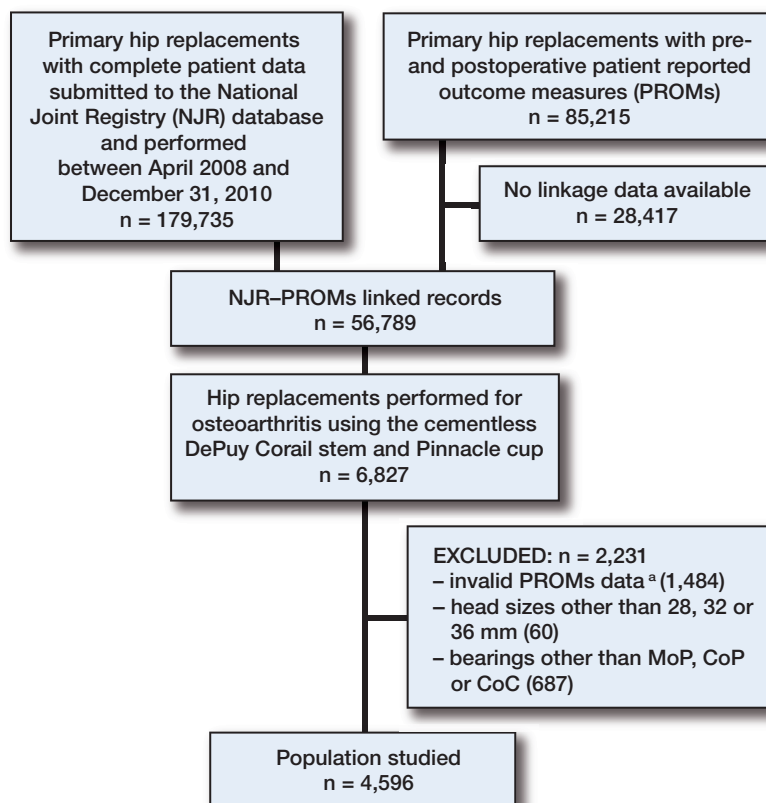 Primary hip replacements
with complete patient data
submitted to the National
Joint Registry (NJR) database
and performed
between April 2008 and
December 31, 2010
n = 179,735
Primary hip replacements with pre-
and postoperative patient reported
outcome measures (PROMs)
n = 85,215
No linkage data available
n = 28,417
NJR–PROMs linked records
n = 56,789
Hip replacements performed for
osteoarthritis using the cementless
DePuy Corail stem and Pinnacle cup
n = 6,827
EXCLUDED: n = 2,231
– invalid PROMs data ª (1,484)
– head sizes other than 28, 32 or
36 mm (60)
– bearings other than MoP, CoP
or CoC (687)
Population studied
n = 4,596